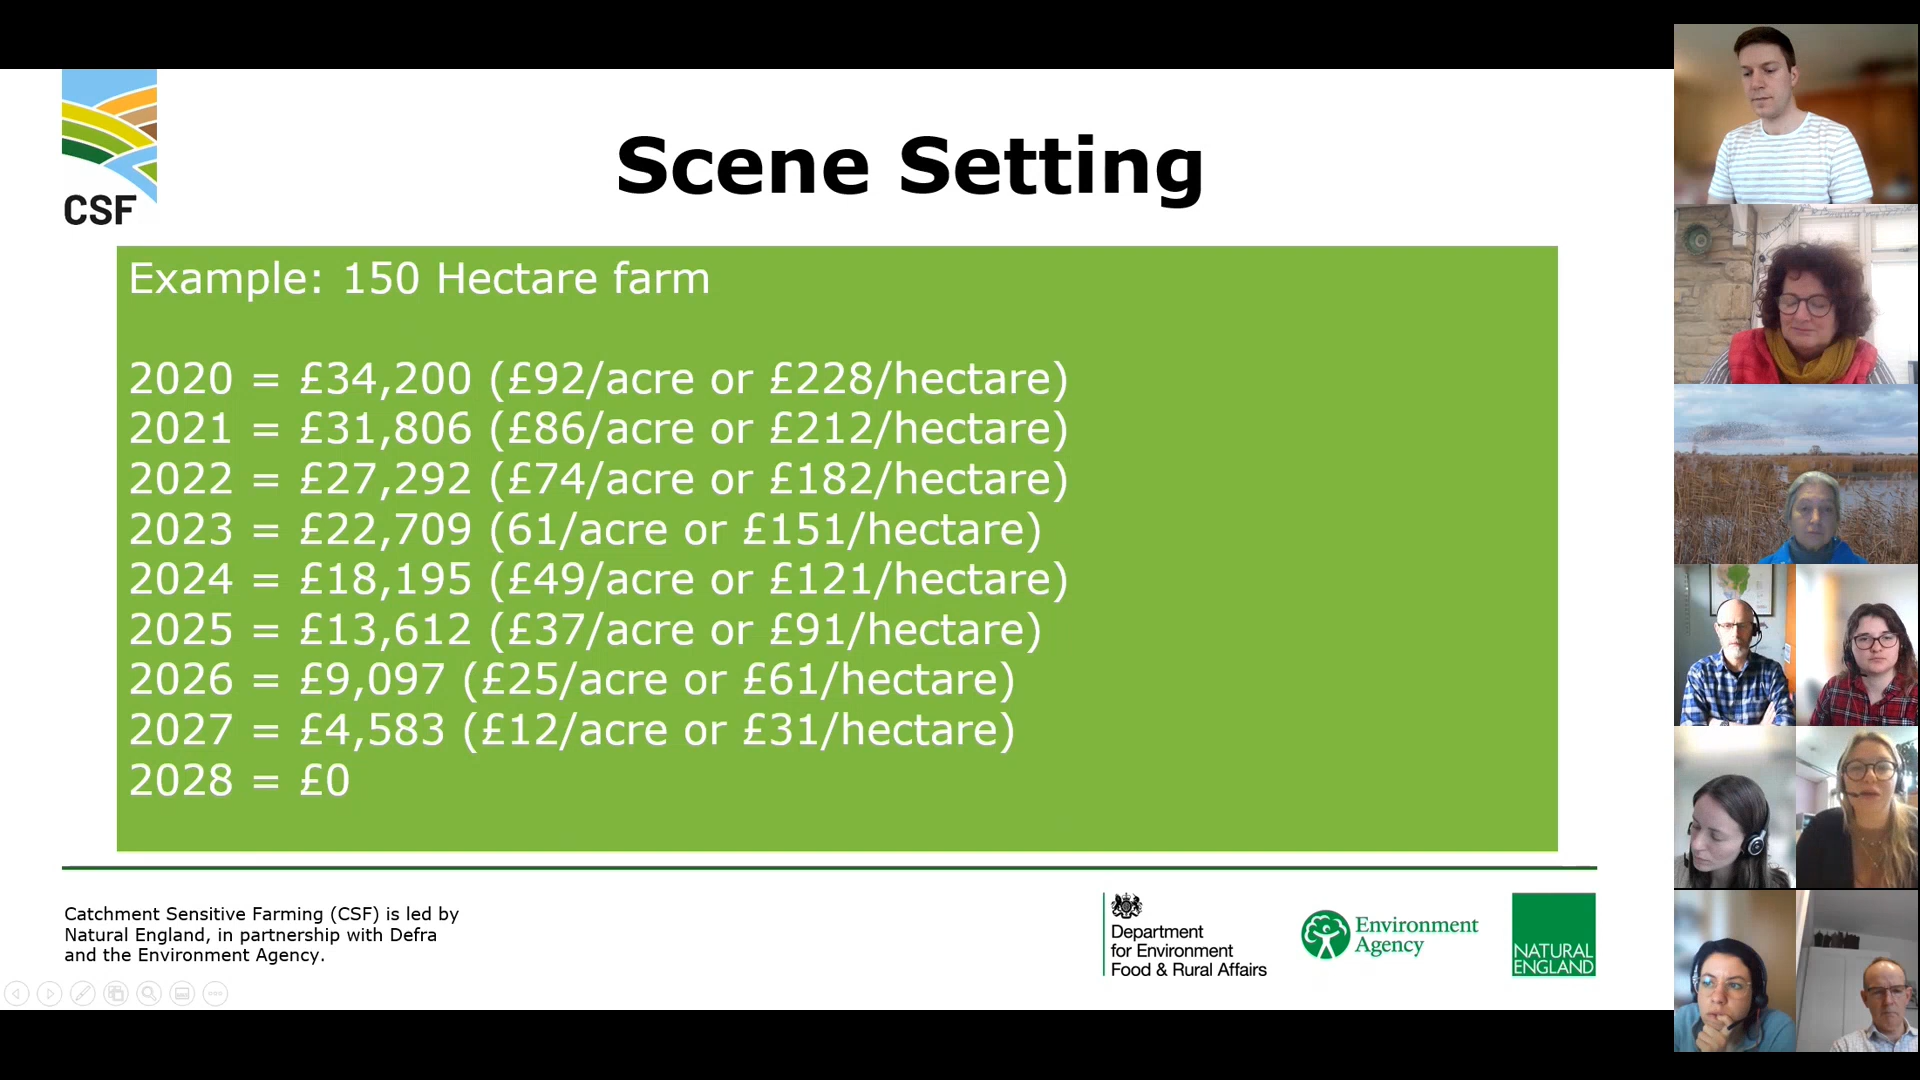 CSF
Scene Setting
Example: 150 Hectare farm
2020 = £34,200 (£92/acre or £228/hectare)
2021 = £31,806 (£86/acre or £212/hectare)
2022 = £27,292 (£74/acre or £182/hectare)
2023 = £22,709 (61/acre or £151/hectare)
2024 = £18,195 (£49/acre or £121/hectare)
2025 = £13,612 (£37/acre or £91/hectare)
2026 = £9,097 (£25/acre or £61/hectare)
2027 = £4,583 (£12/acre or £31/hectare)
2028 = £0
Catchment Sensitive Farming (CSF) is led by
Natural England, in partnership with Defra
and the Environment Agency.
Department
for Environment
Food & Rural Affairs
Environment
Agency
NATURAL
ENGLAND